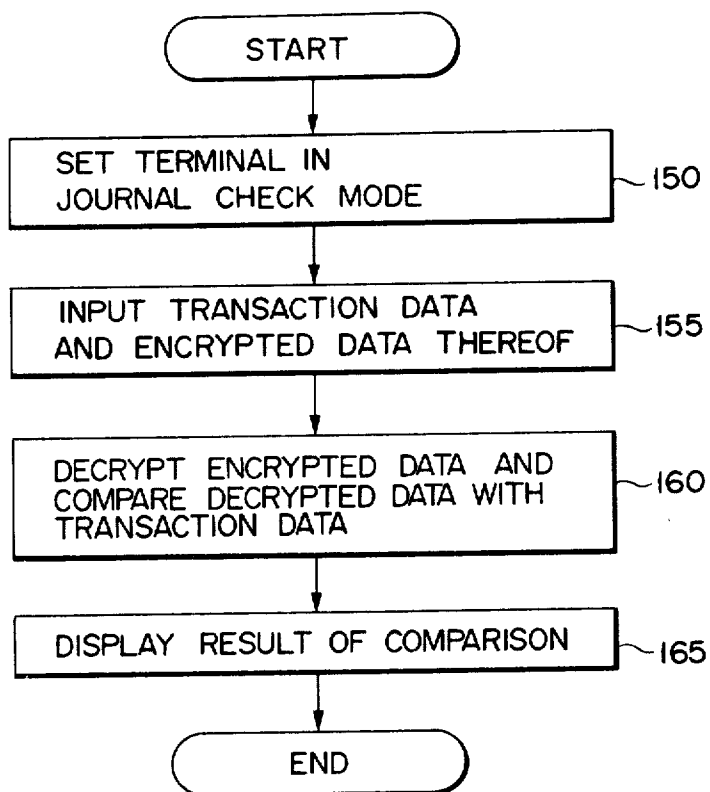 START
SET TERMINAL IN
JOURNAL CHECK MODE
150
INPUT TRANSACTION DATA
AND ENCRYPTED DATA THEREOF
155
DECRYPT ENCRYPTED DATA AND
COMPARE DECRYPTED DATA WITH
TRANSACTION DATA
160
DISPLAY RESULT OF COMPARISON
165
END